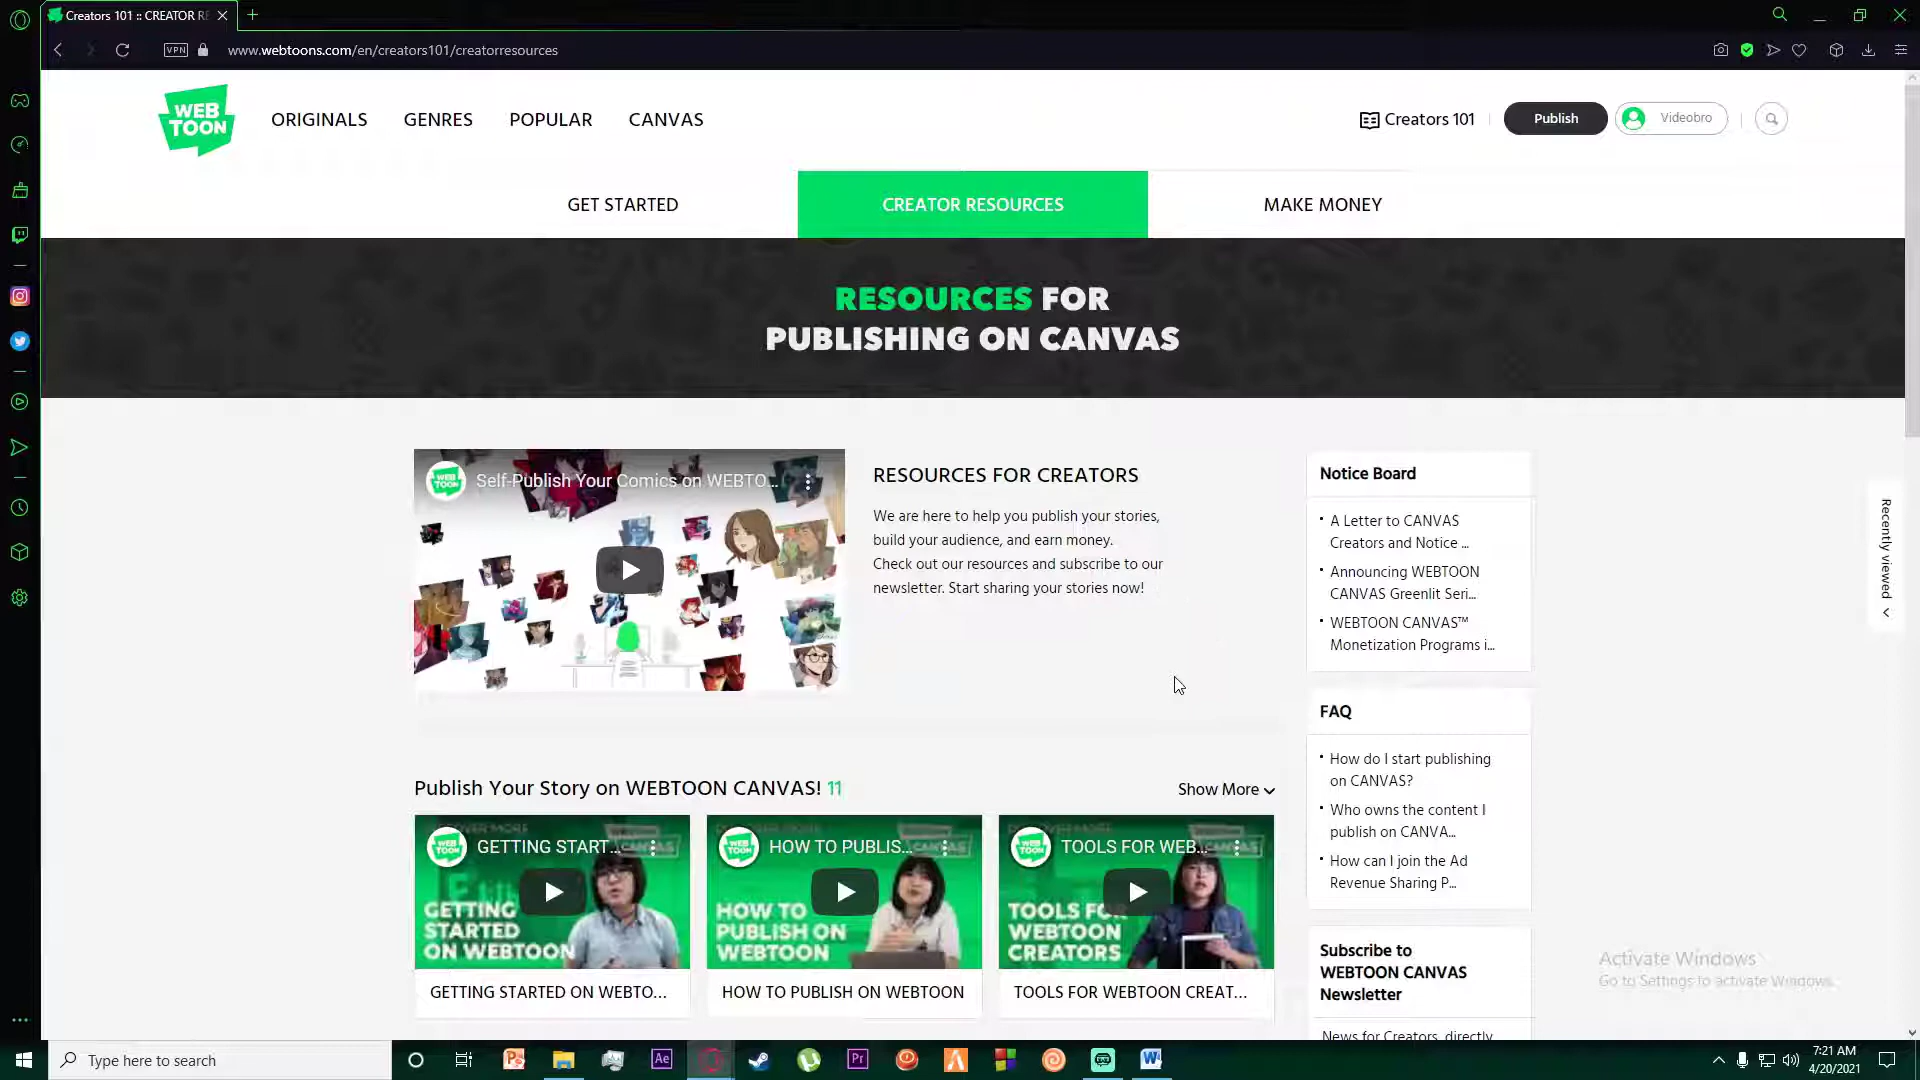 Creators 101 :: CREATOR RE
VPN
www.webtoons.com/en/creators101/creatorresources
WEB
TOON
ORIGINALS
GENRES
POPULAR
CANVAS
Creators 101
Publish
Videobro
GET STARTED
CREATOR RESOURCES
MAKE MONEY
RESOURCES FOR
PUBLISHING ON CANVAS
Self-Publish Your Comics on WEBTO...
RESOURCES FOR CREATORS
We are here to help you publish your stories,
build your audience, and earn money.
Check out our resources and subscribe to our
newsletter. Start sharing your stories now!
Notice Board
A Letter to CANVAS
Creators and Notice ...
Announcing WEBTOON
CANVAS Greenlit Seri...
WEBTOON CANVAS™
Monetization Programs i...
Recently viewed
FAQ
How do I start publishing
on CANVAS?
Who owns the content I
publish on CANVA...
How can I join the Ad
Revenue Sharing P...
Publish Your Story on WEBTOON CANVAS! 11
Show More
GETTING START...
GETTING
STARTED
ON WEBTOON
GETTING STARTED ON WEBTO...
HOW TO PUBLIS...
HOW TO
PUBLISH ON
WEBTOON
HOW TO PUBLISH ON WEBTOON
TOOLS FOR WEB...
TOOLS FOR
WEBTOON
CREATORS
TOOLS FOR WEBTOON CREAT...
Subscribe to
WEBTOON CANVAS
Newsletter
News for Creators, directly
Activate Windows
Go to Settings to activate Windows.
Type here to search
Ae
Pr
7:21 AM
4/20/2021